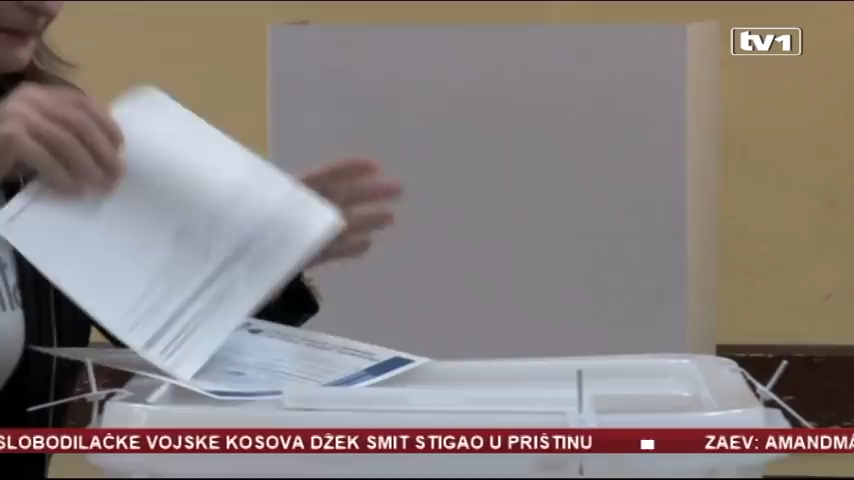 tv1
SLOBODILAČKE VOJSKE KOSOVA DŽEK SMIT STIGAO U PRIŠTINU ZAEV: AMANDMA